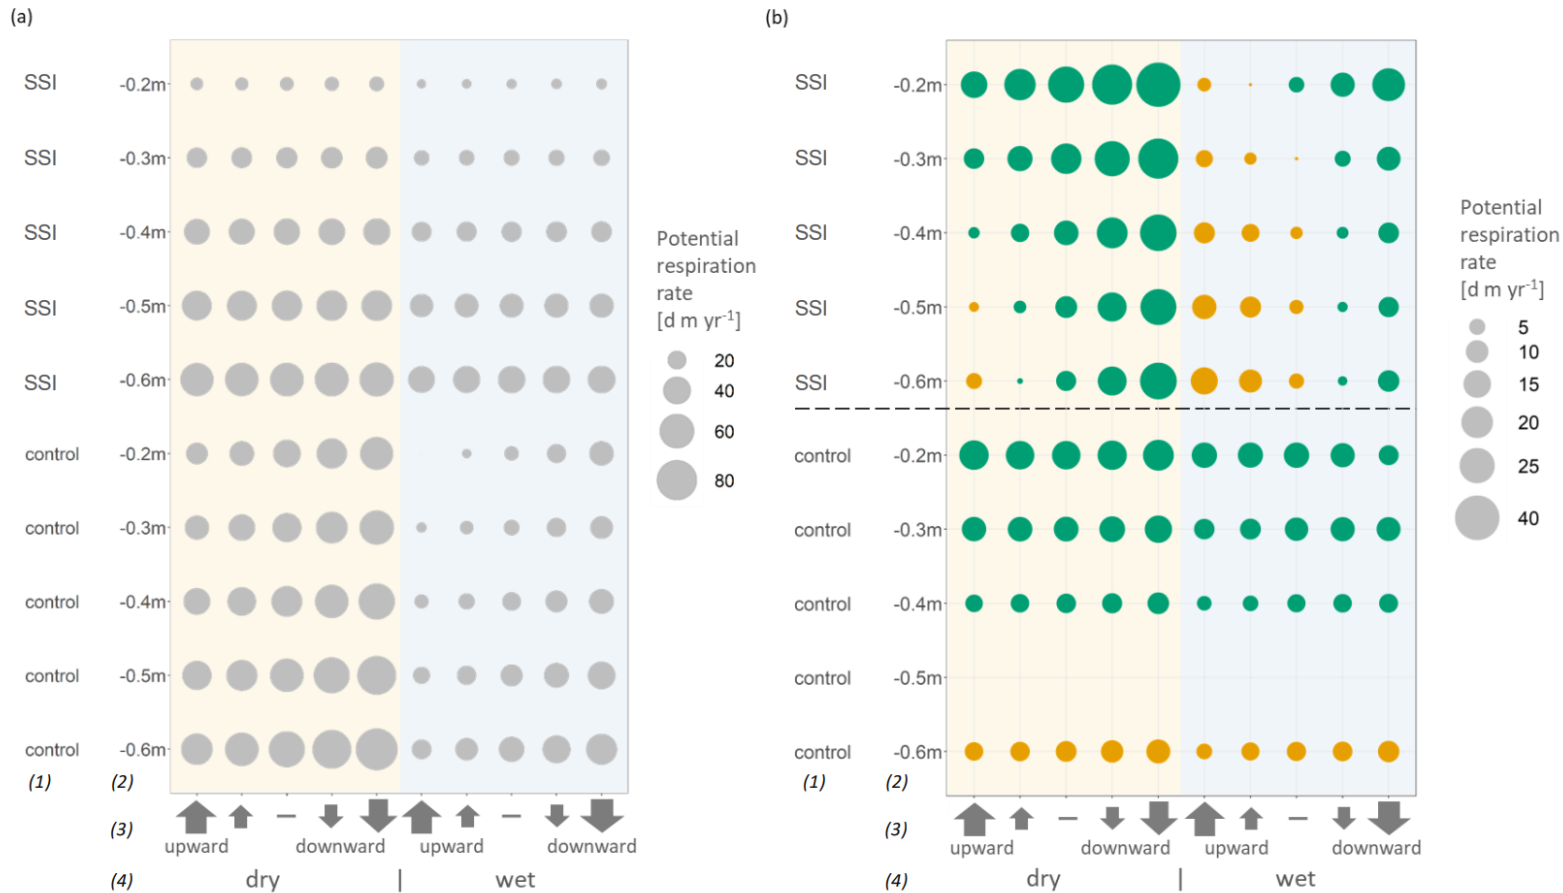 (a)
SSI -0.2m
SSI -0.3m
SSI -0.4m
SSI -0.5m
SSI -0.6m
control -0.2m
control -0.3m
control -0.4m
control -0.5m
control -0.6m
(1) (2)
(3)
upward downward upward downward
(4) dry | wet
Potential
respiration
rate
[d m yr-1]
20
40
60
80
(b)
SSI -0.2m
SSI -0.3m
SSI -0.4m
SSI -0.5m
SSI -0.6m
control -0.2m
control -0.3m
control -0.4m
control -0.5m
control -0.6m
(1) (2)
(3)
upward downward upward downward
(4) dry | wet
Potential
respiration
rate
[d m yr-1]
5
10
15
20
25
40